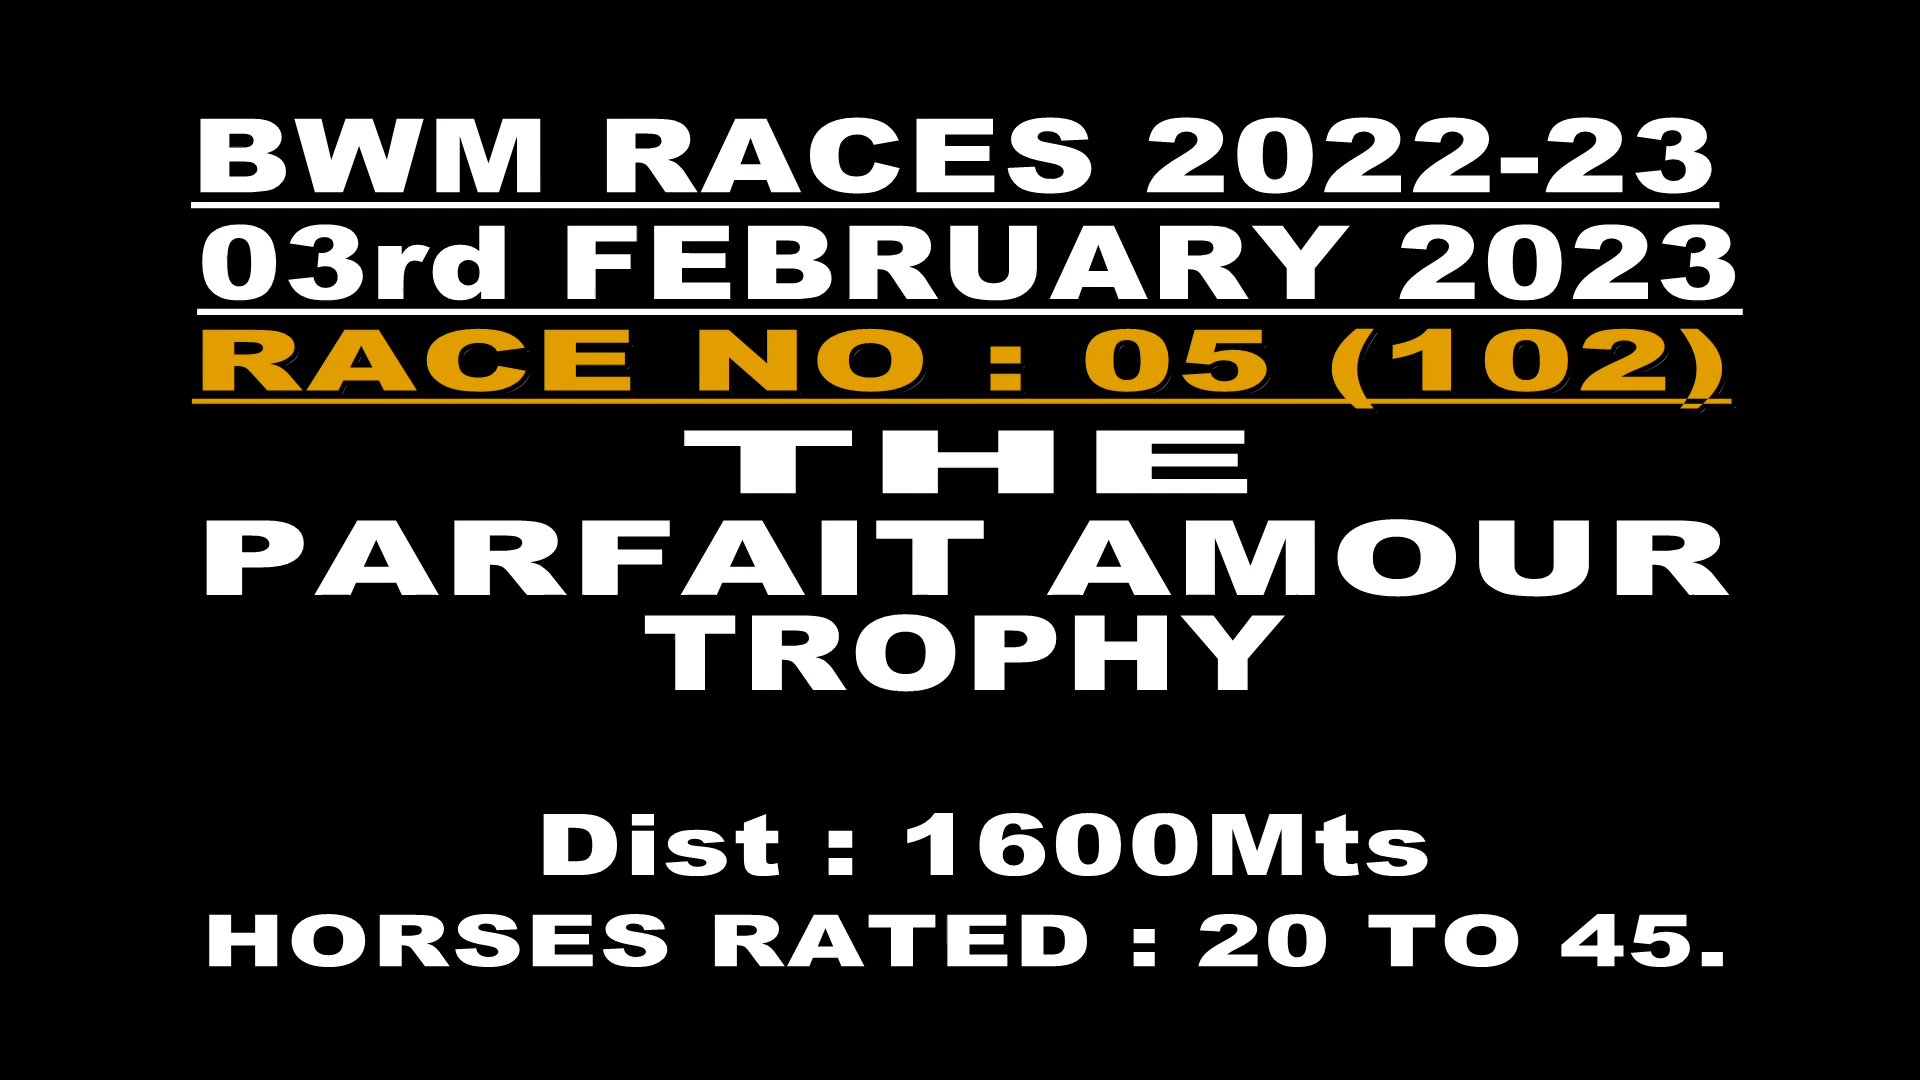 BWM RACES 2022-23
03rd FEBRUARY 2023
RACE NO : 05 (102)
THE
PARFAIT AMOUR
TROPHY
Dist : 1600Mts
HORSES RATED : 20 TO 45.